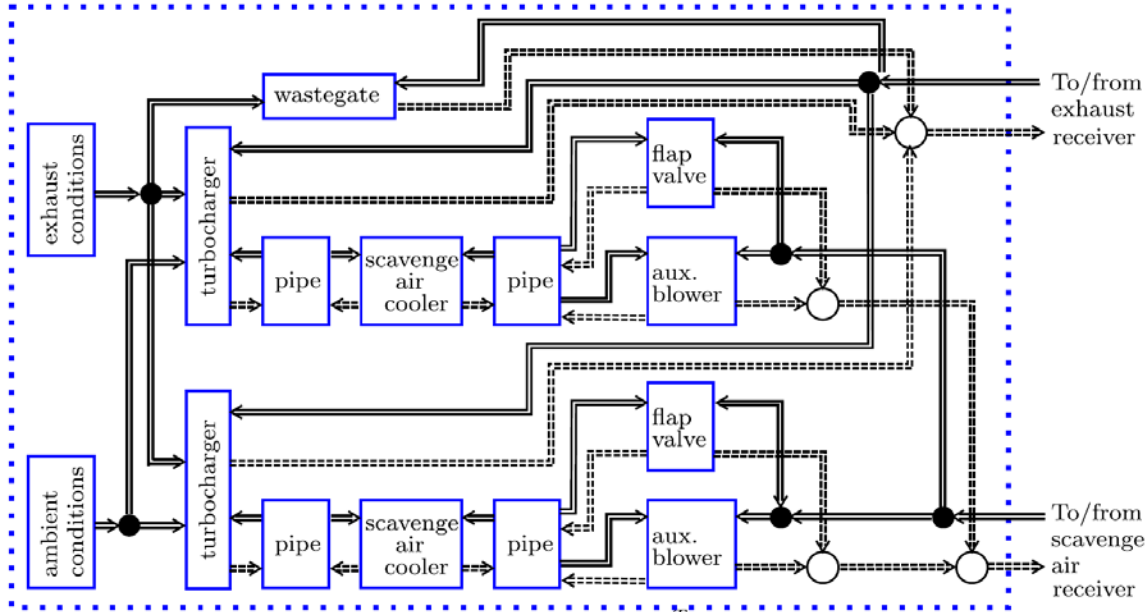 wastegate
To/from
exhaust
receiver
exhaust
conditions
turbocharger
flap
valve
pipe
scavenge
air
cooler
pipe
aux.
blower
ambient
conditions
turbocharger
flap
valve
pipe
scavenge
air
cooler
pipe
aux.
blower
To/from
scavenge
air
receiver